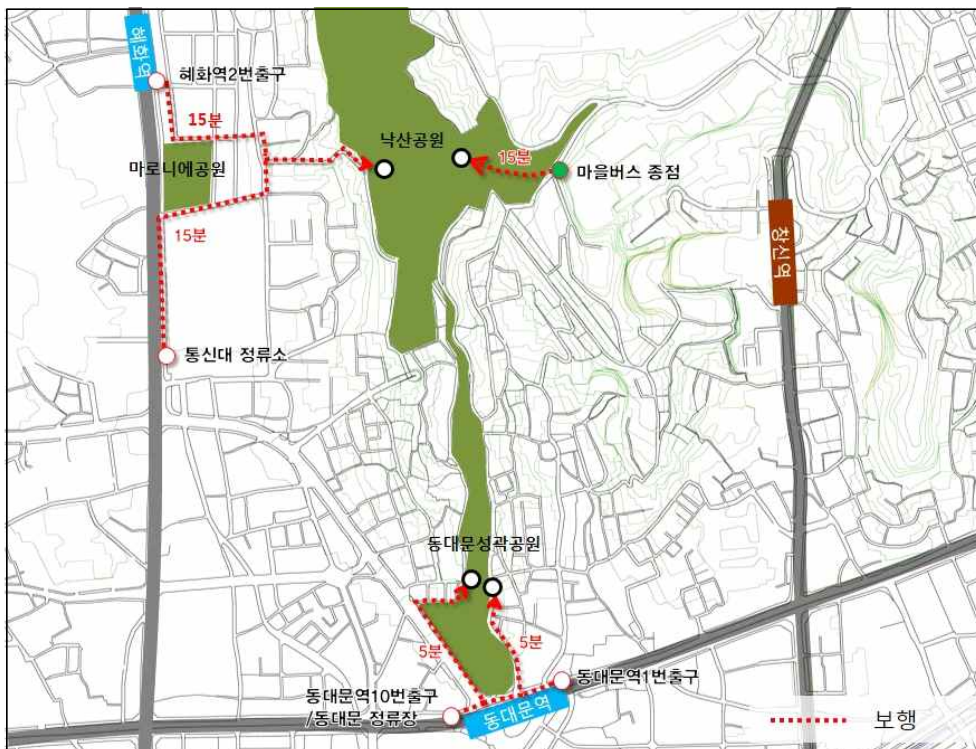 혜화역
혜화역2번출구
15분
낙산공원
15분
마을버스 종점
마로니에공원
15분
창신역
통신대 정류소
동대문성곽공원
5분
5분
동대문역1번출구
동대문역10번출구
/동대문 정류장
동대문역
보행